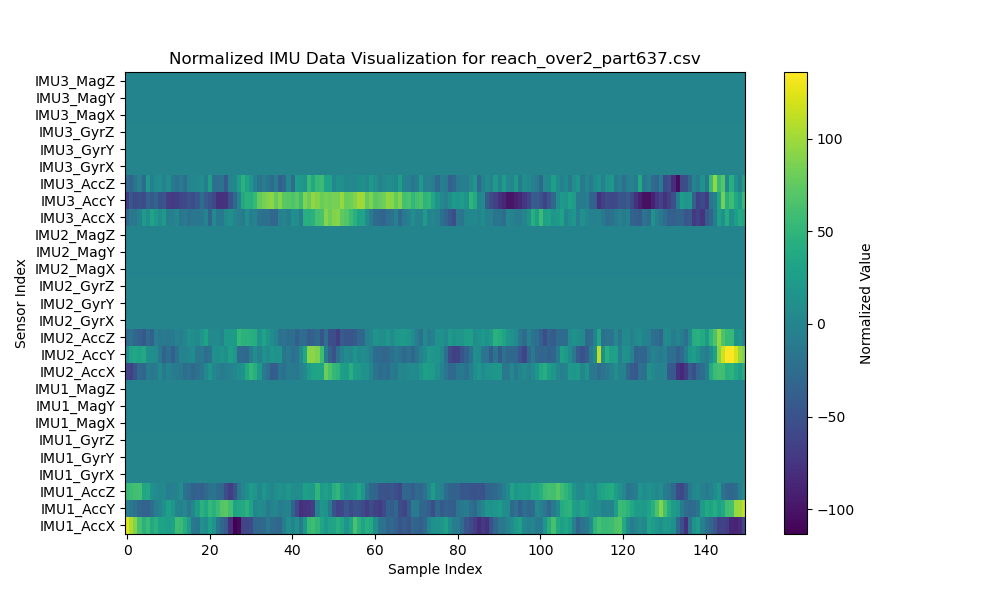 Normalized IMU Data Visualization for reach_over2_part637.csv
IMU3_MagZ
IMU3_MagY
IMU3_MagX
IMU3_GyrZ
IMU3_GyrY
IMU3_GyrX
IMU3_AccZ
IMU3_AccY
IMU3_AccX
IMU2_MagZ
IMU2_MagY
IMU2_MagX
IMU2_GyrZ
IMU2_GyrY
IMU2_GyrX
IMU2_AccZ
IMU2_AccY
IMU2_AccX
IMU1_MagZ
IMU1_MagY
IMU1_MagX
IMU1_GyrZ
IMU1_GyrY
IMU1_GyrX
IMU1_AccZ
IMU1_AccY
IMU1_AccX
Sensor Index
0 20 40 60 80 100 120 140
Sample Index
100
50
0
−50
−100
Normalized Value